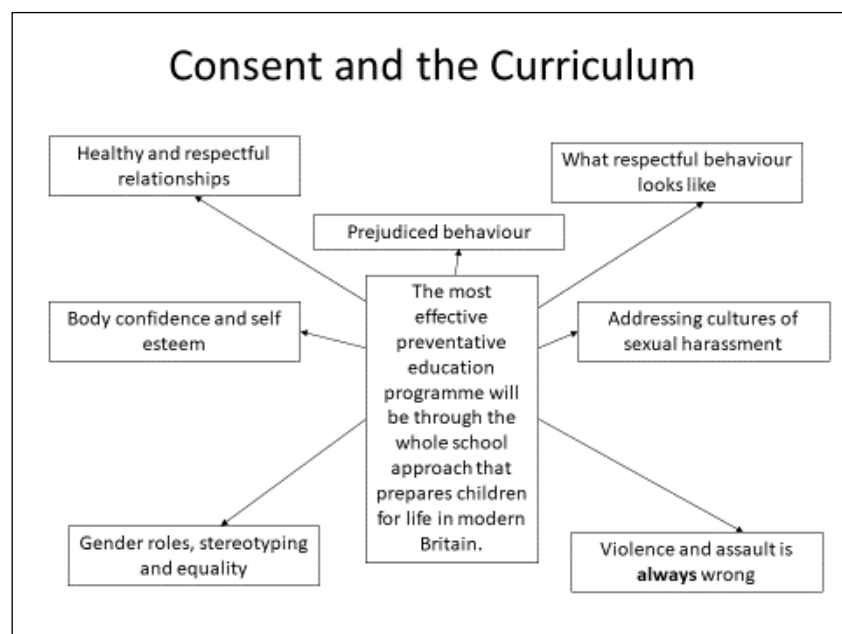 Consent and the Curriculum
Healthy and respectful
relationships
What respectful behaviour
looks like
Prejudiced behaviour
The most
effective
preventative
education
programme will
be through the
whole school
approach that
prepares children
for life in modern
Britain.
Body confidence and self
esteem
Addressing cultures of
sexual harassment
Gender roles, stereotyping
and equality
Violence and assault is
always wrong